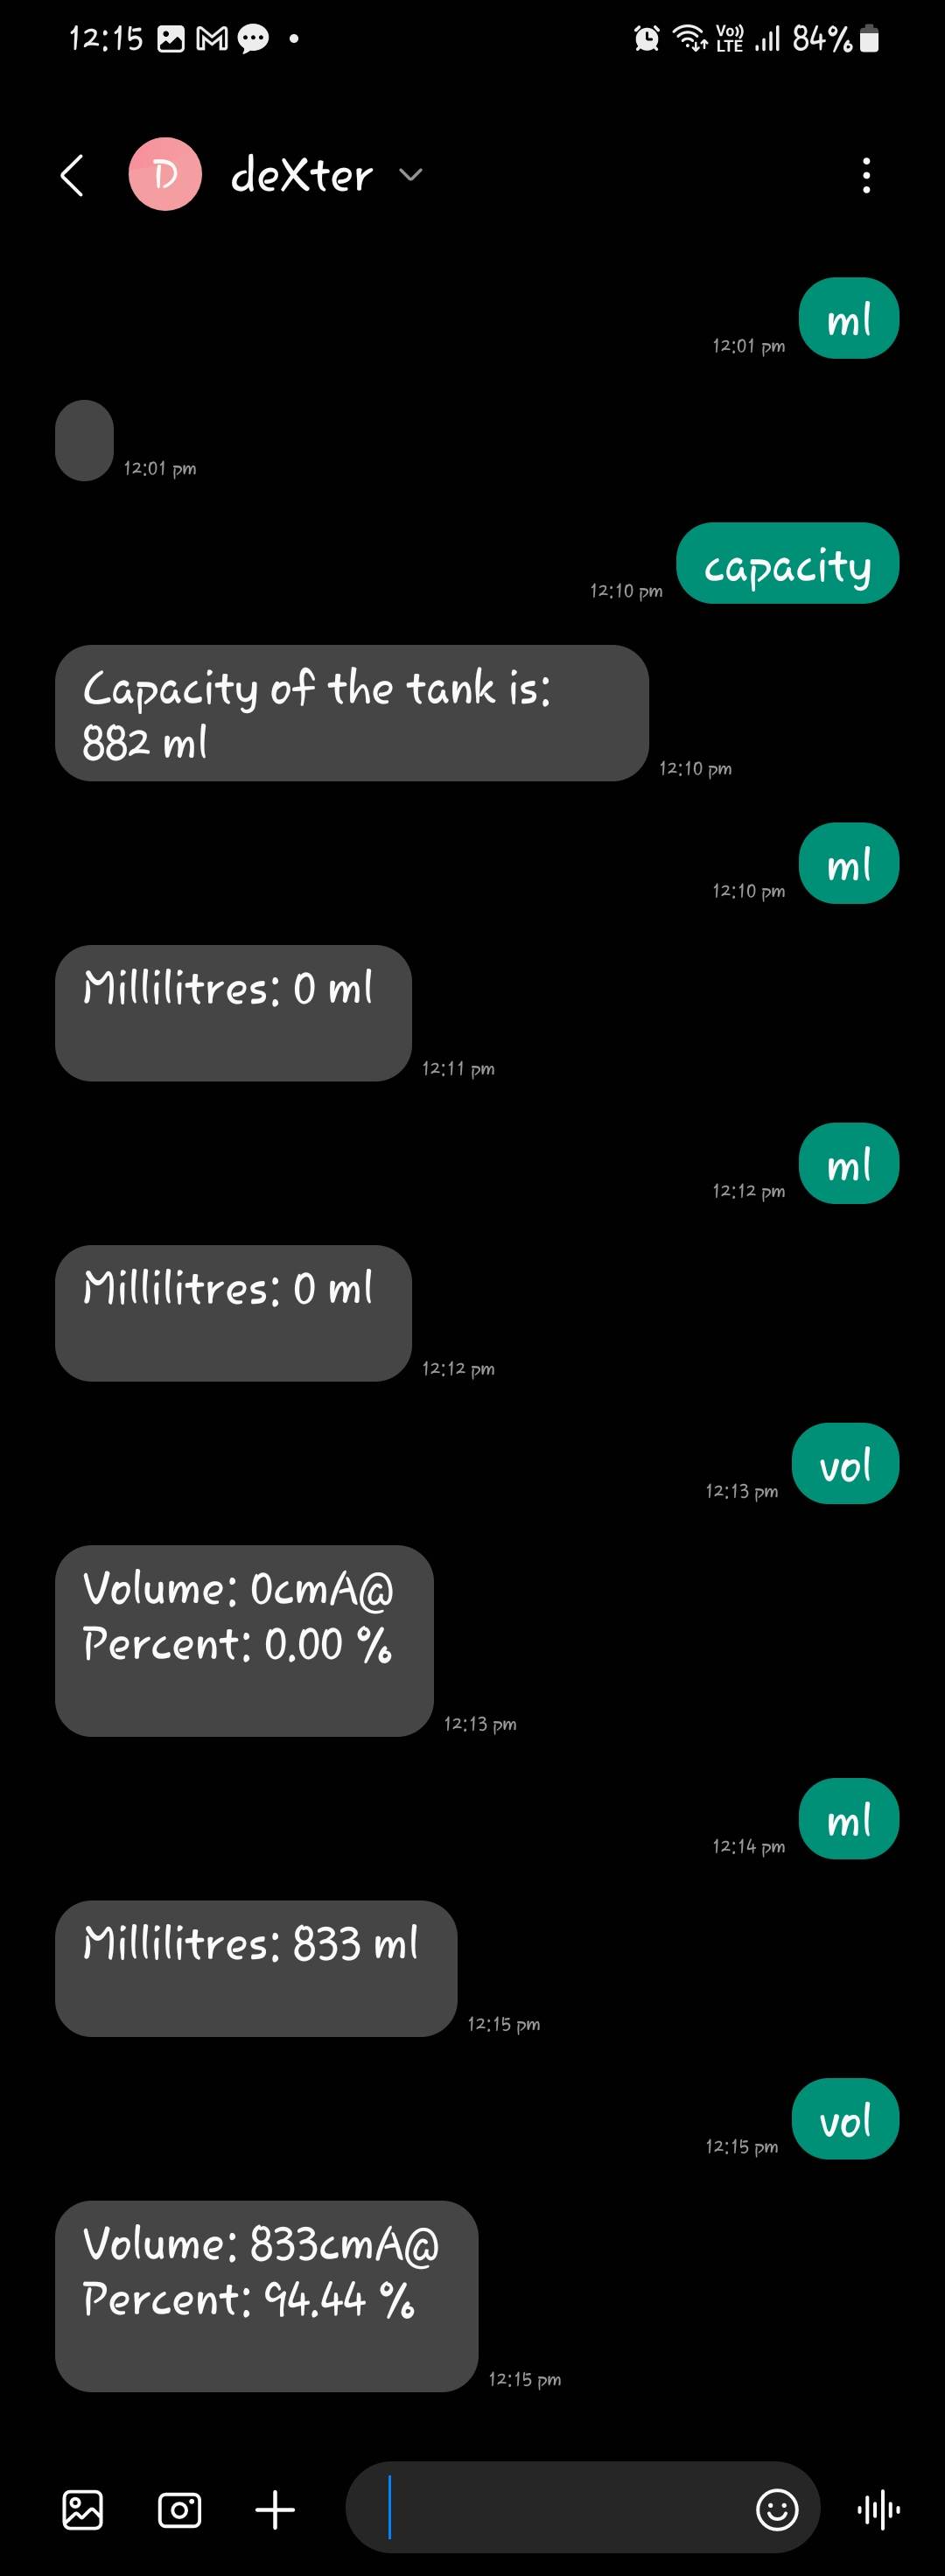 12:15
Vo)) LTE 84%
D deXter
ml
12:01 pm
12:01 pm
capacity
12:10 pm
Capacity of the tank is:
882 ml
12:10 pm
ml
12:10 pm
Millilitres: 0 ml
12:11 pm
ml
12:12 pm
Millilitres: 0 ml
12:12 pm
vol
12:13 pm
Volume: 0cmA@
Percent: 0.00 %
12:13 pm
ml
12:14 pm
Millilitres: 833 ml
12:15 pm
vol
12:15 pm
Volume: 833cmA@
Percent: 94.44 %
12:15 pm